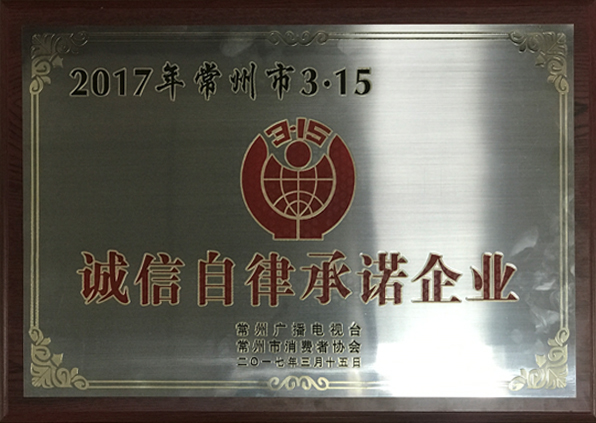 2017年常州市3·15
3·15
诚信自律承诺企业
常州广播电视台
常州市消费者协会
二〇一七年三月十五日